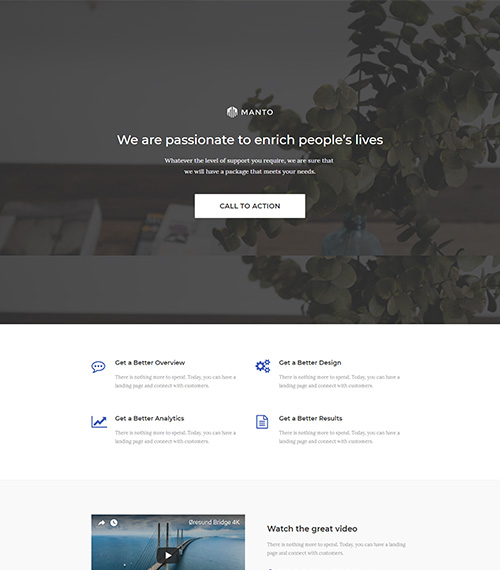 MANTO
We are passionate to enrich people's lives
Whatever the level of support you require, we are sure that
we will have a package that meets your needs.
CALL TO ACTION
Get a Better Overview
There is nothing more to spend. Today, you can have a
landing page and connect with customers.
Get a Better Design
There is nothing more to spend. Today, you can have a
landing page and connect with customers.
Get a Better Analytics
There is nothing more to spend. Today, you can have a
landing page and connect with customers.
Get a Better Results
There is nothing more to spend. Today, you can have a
landing page and connect with customers.
Øresund Bridge 4K
Watch the great video
There is nothing more to spend. Today, you can have a landing
page and connect with customers.